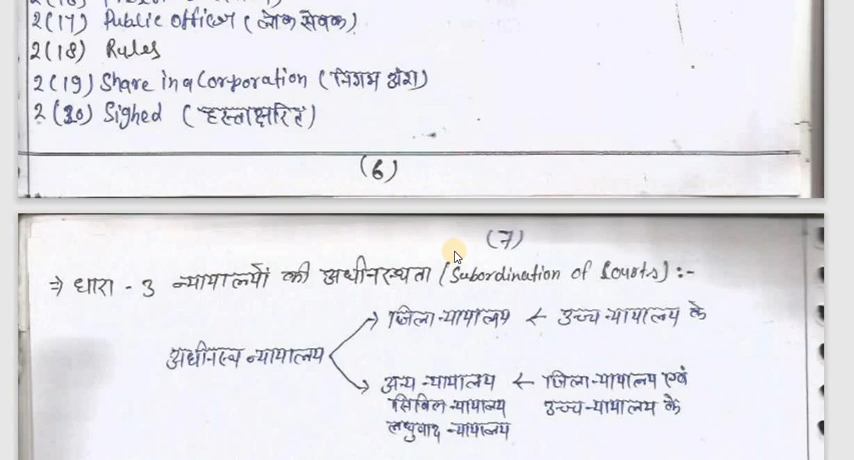 2(17) Public officer (लोक सेवक)
2(18) Rules
2(19) Share in a Corporation (निगम अंश)
2(20) Sighed (हस्ताक्षरित)
(6)
(7)
⇒ धारा - 3 न्यायालयों की अधीनस्थता (Subordination of Courts) :-
→ जिला न्यायालय ← उच्च न्यायालय के
अधीनस्थ न्यायालय
→ अन्य न्यायालय ← जिला न्यायालय एवं
सिविल न्यायालय उच्च न्यायालय के
लघुवाद न्यायालय